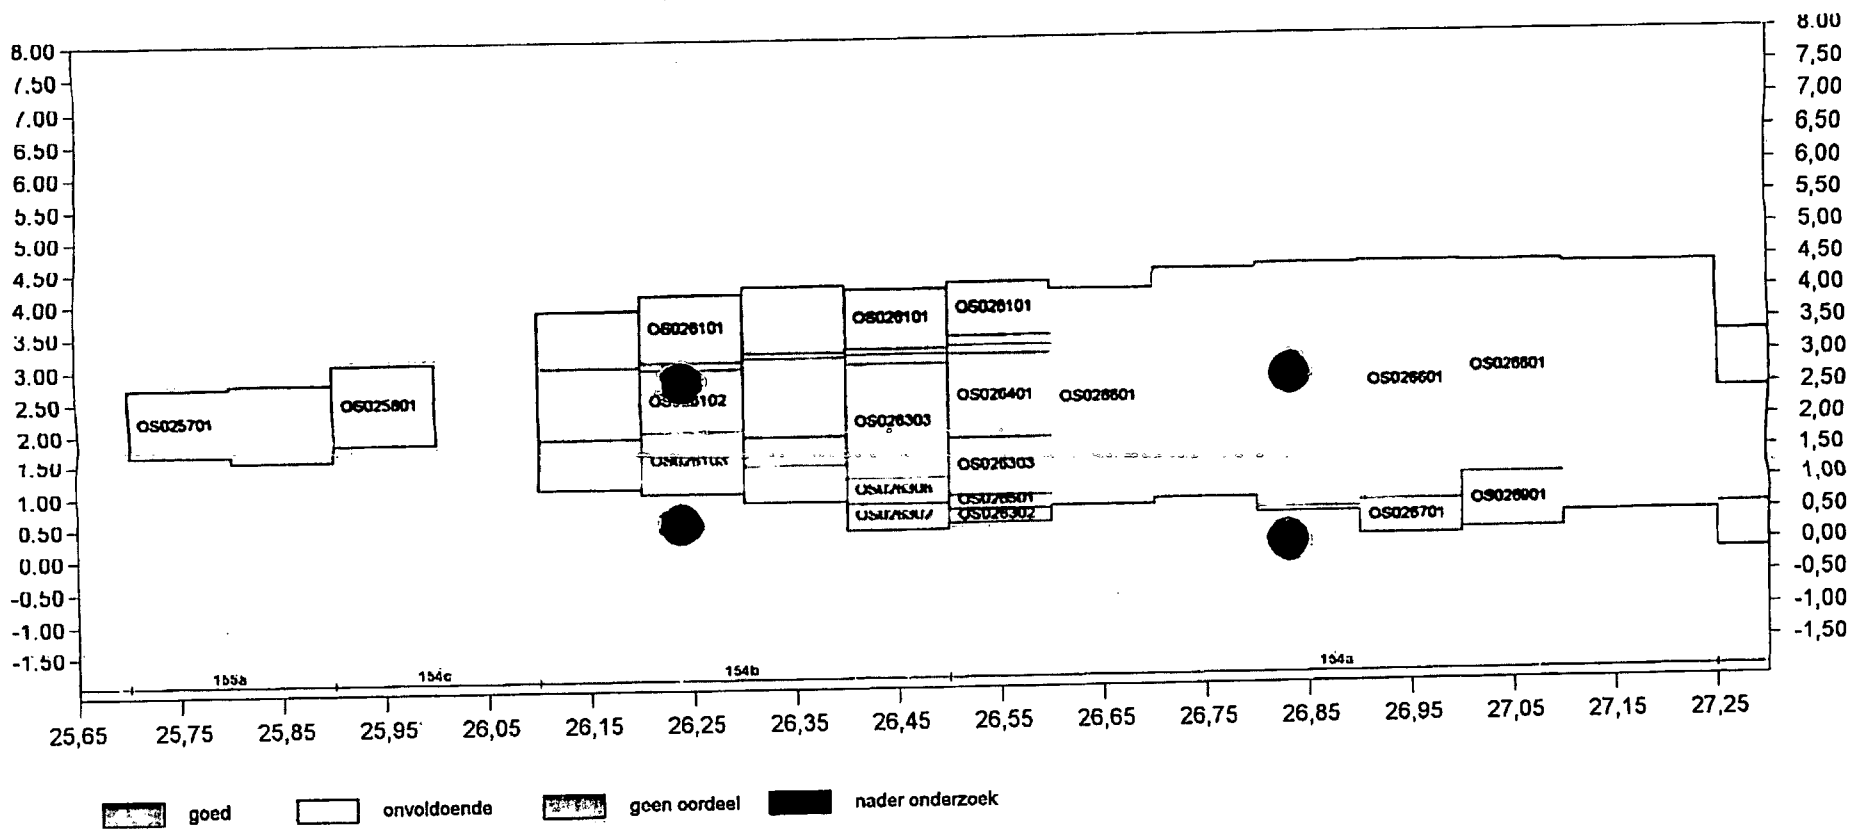 8.00
7.50
7.00
6.50
6.00
5.50
5.00
4.50
4.00
3.50
3.00
2.50
2.00
1.50
1.00
0.50
0.00
-0.50
-1.00
-1.50
8.00
7,50
7,00
6,50
6,00
5,50
5,00
4,50
4,00
3,50
3,00
2,50
2,00
1,50
1,00
0,50
0,00
-0,50
-1,00
-1,50
OS025701
OS025801
OS026101
OS026101
OS026101
OS026102
OS026401
OS026601
OS026601
OS026601
OS026303
OS026103
OS026303
OS026306
OS026501
OS026901
OS026302
OS026302
OS026701
155a
154c
154b
154a
25,65
25,75
25,85
25,95
26,05
26,15
26,25
26,35
26,45
26,55
26,65
26,75
26,85
26,95
27,05
27,15
27,25
goed
onvoldoende
geen oordeel
nader onderzoek